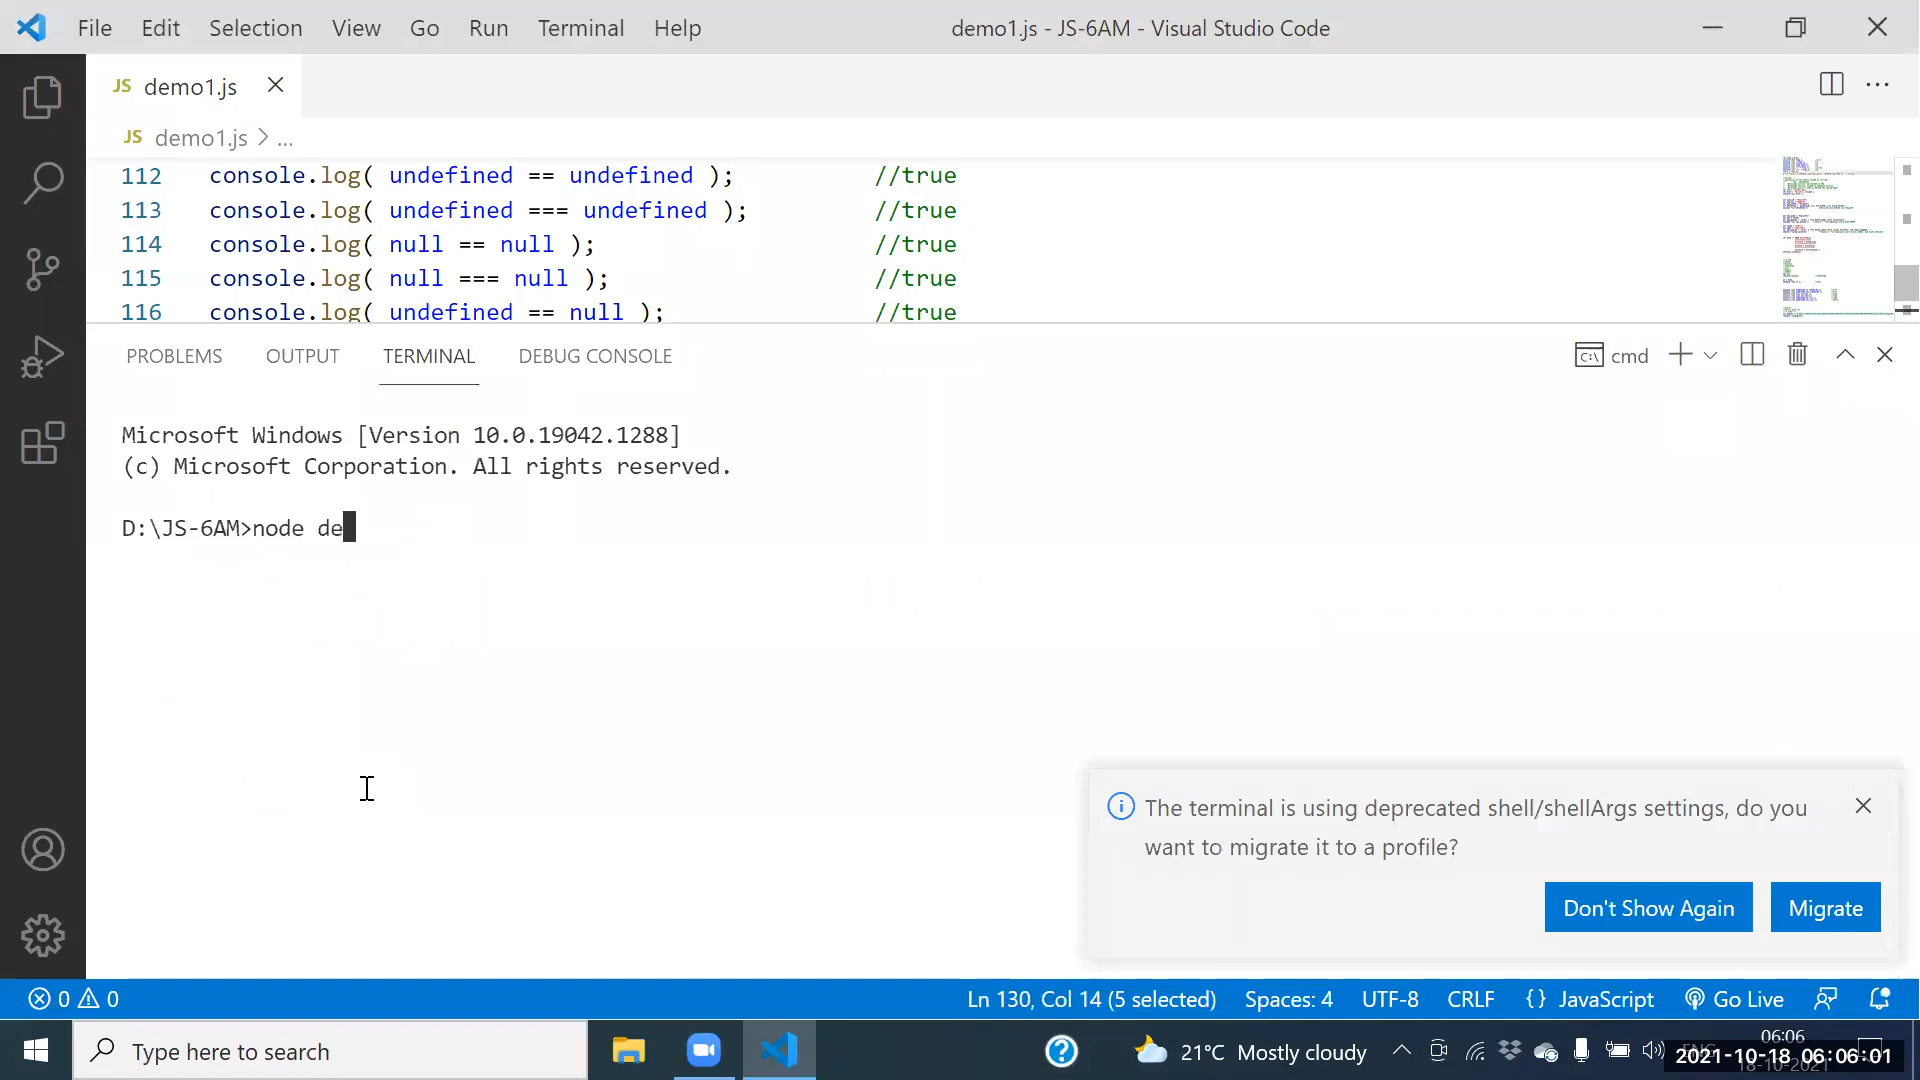 File Edit Selection View Go Run Terminal Help demo1.js - JS-6AM - Visual Studio Code
JS demo1.js
JS demo1.js > ...
112 console.log( undefined == undefined ); //true
113 console.log( undefined === undefined ); //true
114 console.log( null == null ); //true
115 console.log( null === null ); //true
116 console.log( undefined == null ); //true
PROBLEMS OUTPUT TERMINAL DEBUG CONSOLE cmd
Microsoft Windows [Version 10.0.19042.1288]
(c) Microsoft Corporation. All rights reserved.
D:\JS-6AM>node de
The terminal is using deprecated shell/shellArgs settings, do you
want to migrate it to a profile?
Don't Show Again Migrate
0 0 Ln 130, Col 14 (5 selected) Spaces: 4 UTF-8 CRLF {} JavaScript Go Live
Type here to search 21°C Mostly cloudy
06:06
2021-10-18 06:06:01
18-10-2021